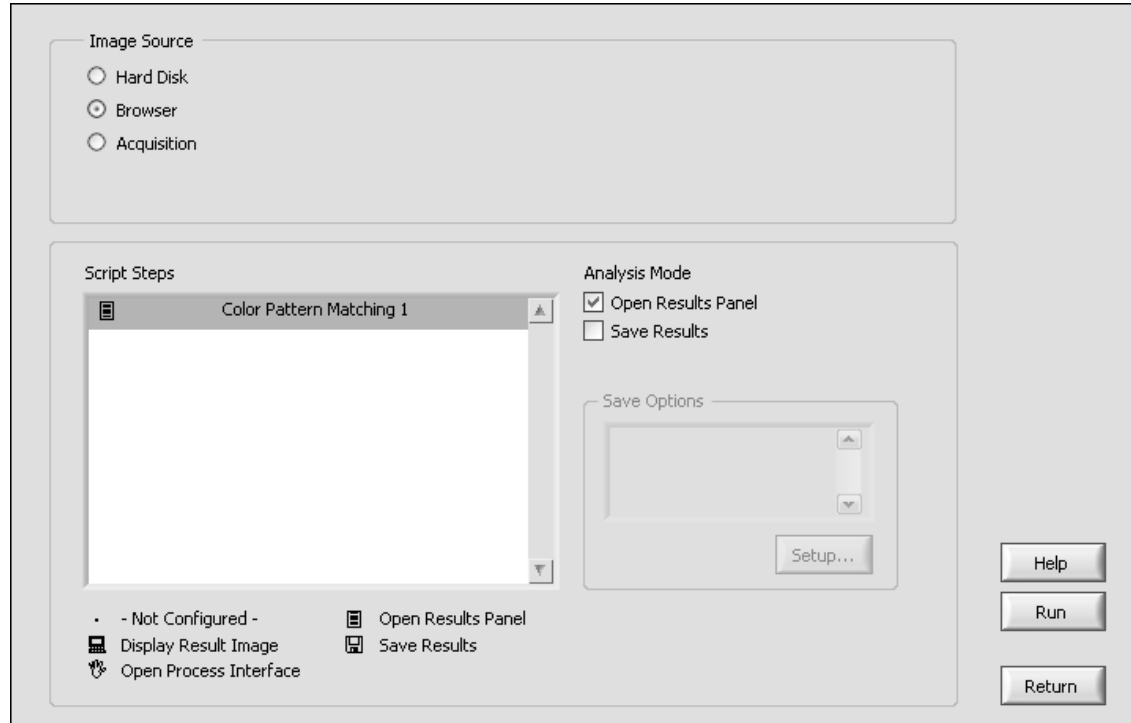 Image Source
Hard Disk
Browser
Acquisition
Script Steps
Color Pattern Matching 1
Analysis Mode
Open Results Panel
Save Results
Save Options
Setup...
- Not Configured -
Open Results Panel
Display Result Image
Save Results
Open Process Interface
Help
Run
Return